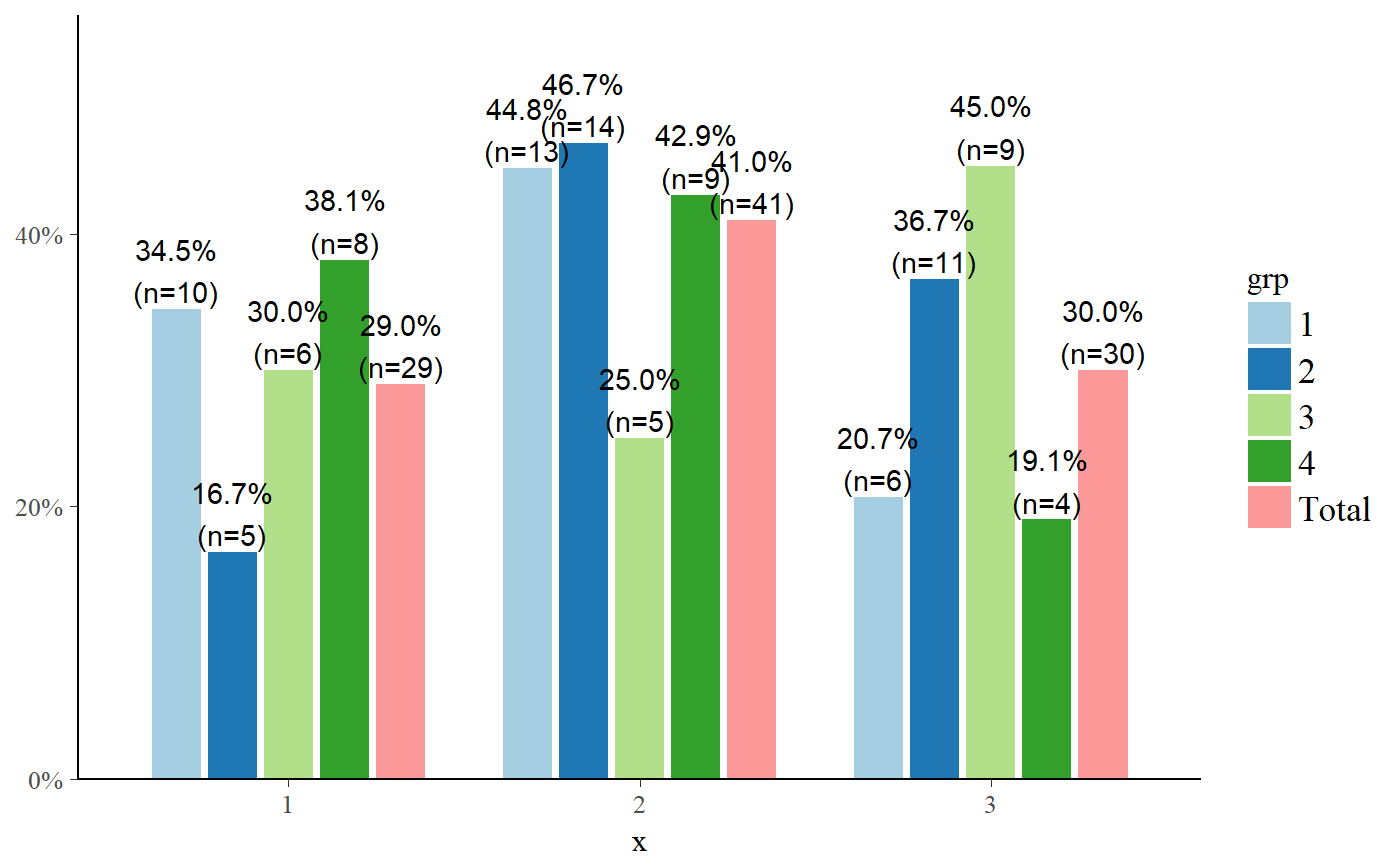 40%
20%
0%
34.5%
(n=10)
16.7%
(n=5)
30.0%
(n=6)
38.1%
(n=8)
29.0%
(n=29)
44.8%
(n=13)
46.7%
(n=14)
25.0%
(n=5)
42.9%
(n=9)
41.0%
(n=41)
20.7%
(n=6)
36.7%
(n=11)
45.0%
(n=9)
19.1%
(n=4)
30.0%
(n=30)
1
2
3
x
grp
1
2
3
4
Total